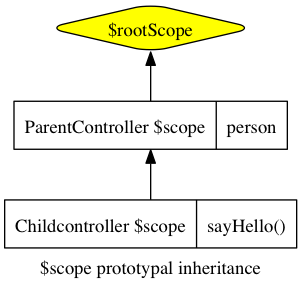 $rootScope
ParentController $scope person
Childcontroller $scope sayHello()
$scope prototypal inheritance